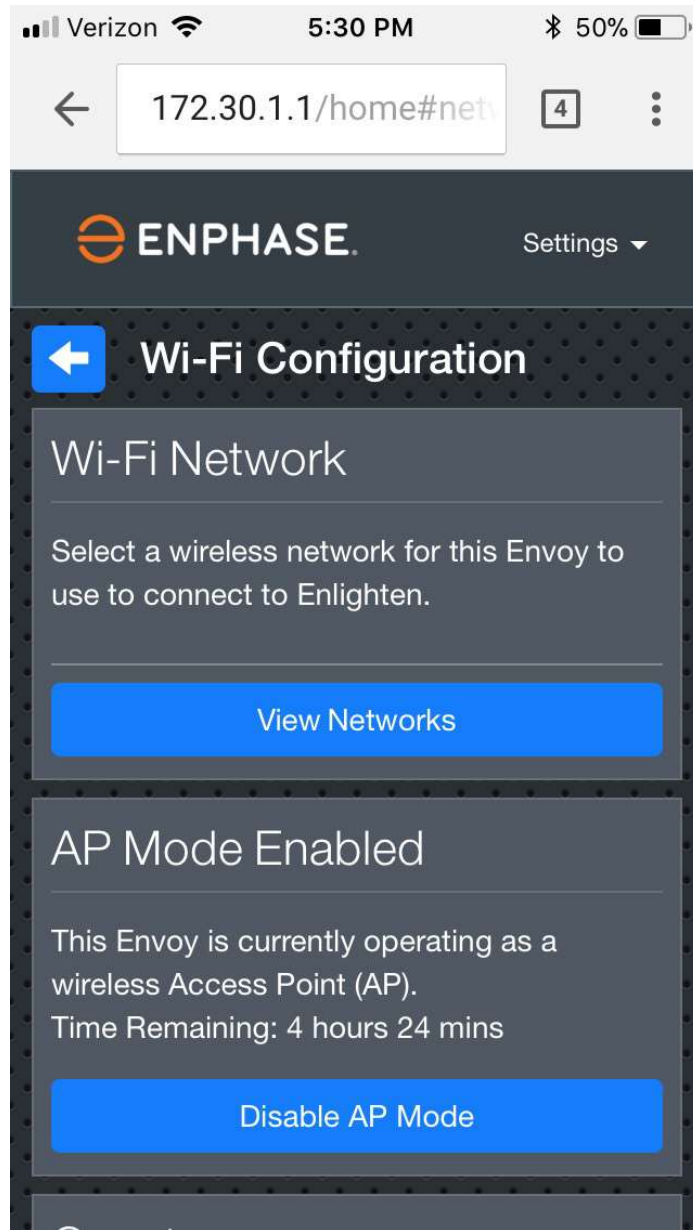 Verizon 5:30 PM 50%
172.30.1.1/home#net
4
ENPHASE. Settings
Wi-Fi Configuration
Wi-Fi Network
Select a wireless network for this Envoy to
use to connect to Enlighten.
View Networks
AP Mode Enabled
This Envoy is currently operating as a
wireless Access Point (AP).
Time Remaining: 4 hours 24 mins
Disable AP Mode